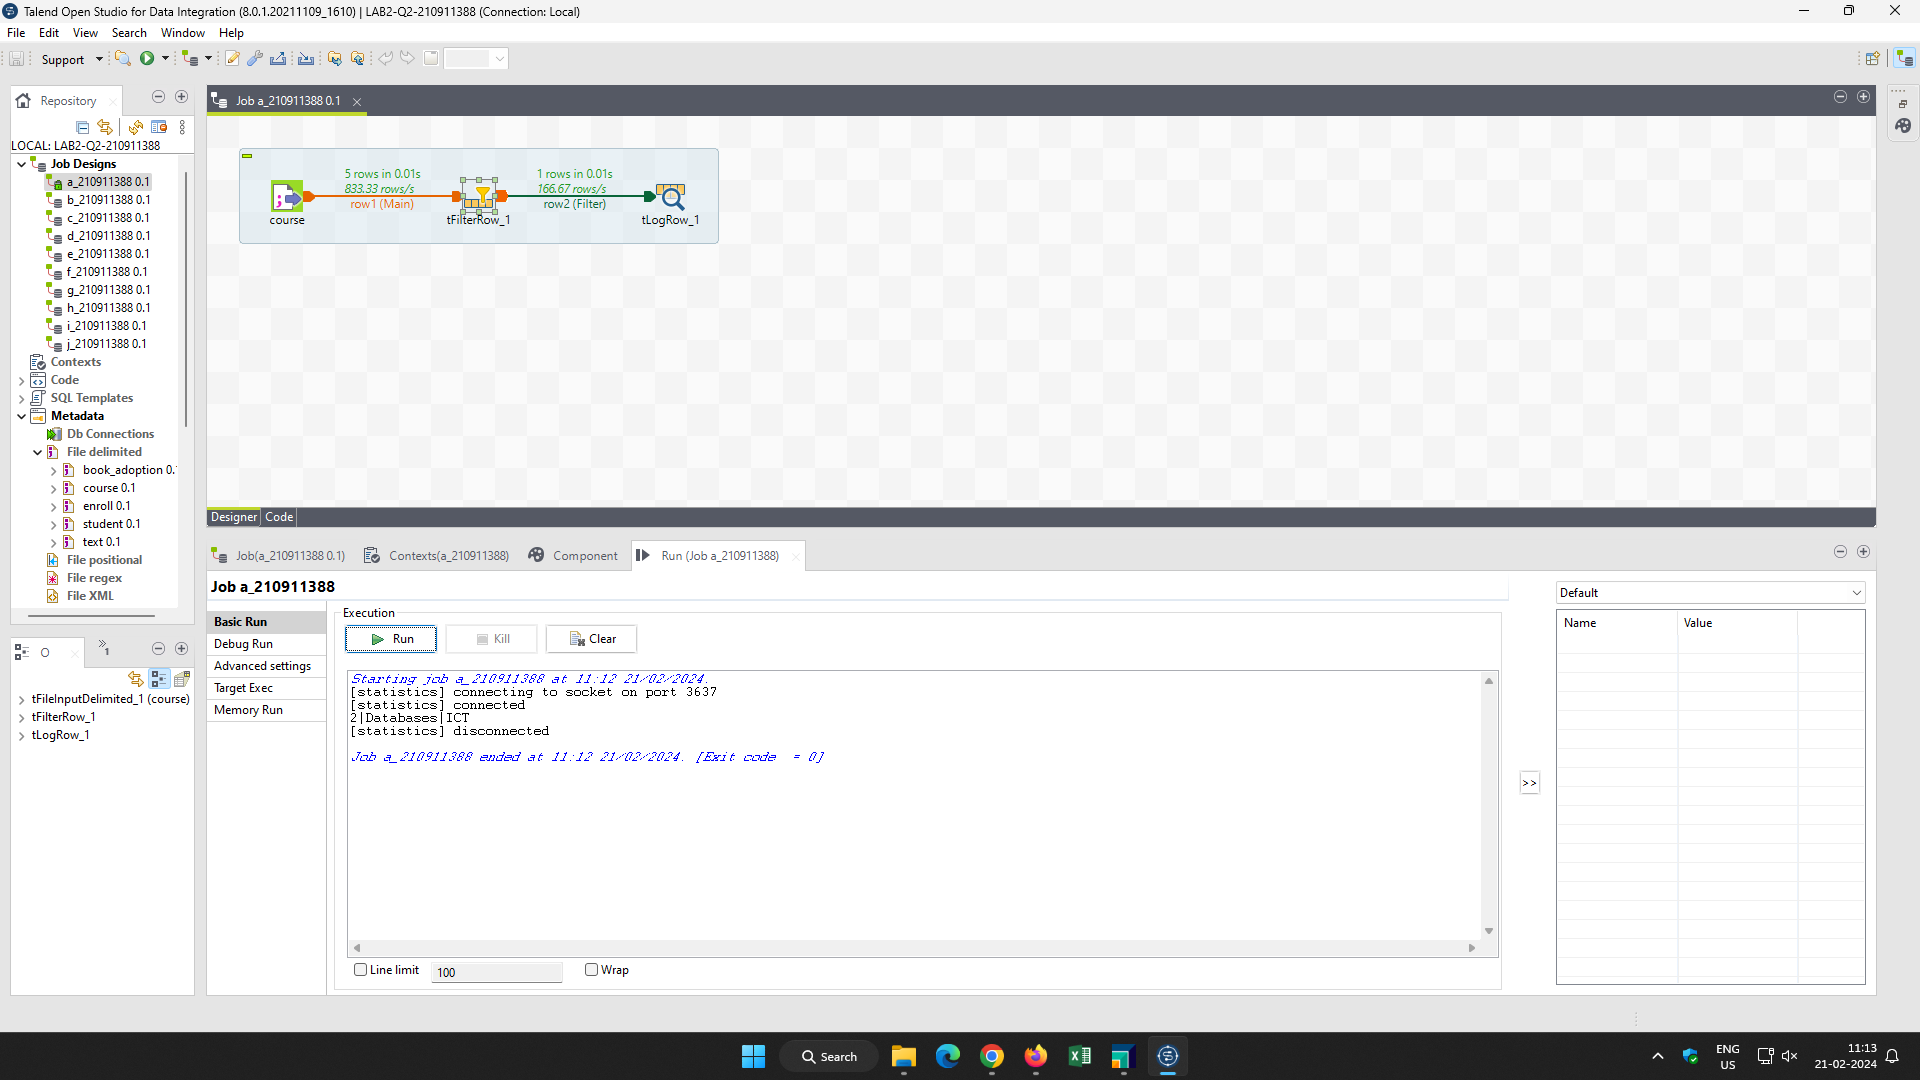 Talend Open Studio for Data Integration (8.0.1.20211109_1610) | LAB2-Q2-210911388 (Connection: Local)
File Edit View Search Window Help
Support
Repository
LOCAL: LAB2-Q2-210911388
Job Designs
a_210911388 0.1
b_210911388 0.1
c_210911388 0.1
d_210911388 0.1
e_210911388 0.1
f_210911388 0.1
g_210911388 0.1
h_210911388 0.1
i_210911388 0.1
j_210911388 0.1
Contexts
Code
SQL Templates
Metadata
Db Connections
File delimited
book_adoption 0.
course 0.1
enroll 0.1
student 0.1
text 0.1
File positional
File regex
File XML
O
1
tFileInputDelimited_1 (course)
tFilterRow_1
tLogRow_1
Job a_210911388 0.1
5 rows in 0.01s
833.33 rows/s
row1 (Main)
1 rows in 0.01s
166.67 rows/s
row2 (Filter)
course
tFilterRow_1
tLogRow_1
Designer Code
Job(a_210911388 0.1) Contexts(a_210911388) Component Run (Job a_210911388)
Job a_210911388
Basic Run
Debug Run
Advanced settings
Target Exec
Memory Run
Execution
Run Kill Clear
Starting job a_210911388 at 11:12 21/02/2024.
[statistics] connecting to socket on port 3637
[statistics] connected
2|Databases|ICT
[statistics] disconnected
Job a_210911388 ended at 11:12 21/02/2024. [Exit code  = 0]
Line limit 100 Wrap
>>
Default
Name Value
Search
ENG
US
11:13
21-02-2024